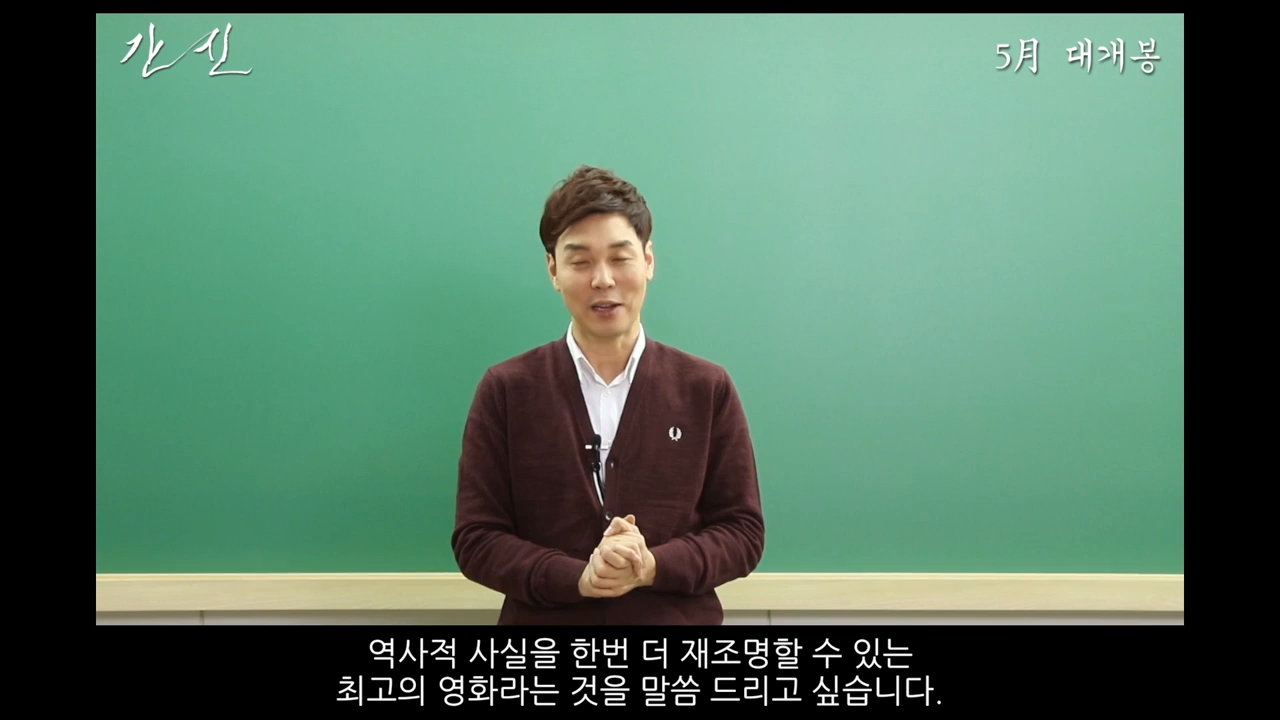 간신
5月 대개봉
역사적 사실을 한번 더 재조명할 수 있는
최고의 영화라는 것을 말씀 드리고 싶습니다.